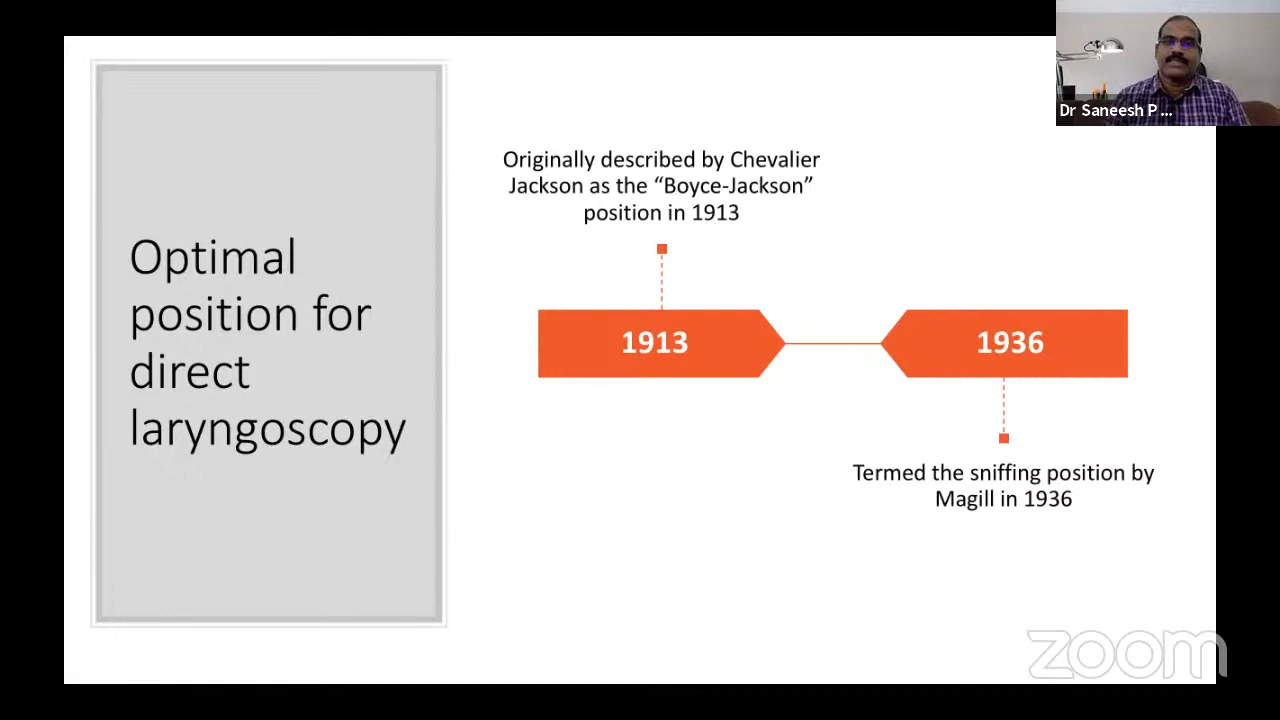 Dr Saneesh P ...
Originally described by Chevalier
Jackson as the “Boyce-Jackson”
position in 1913
Optimal
position for
direct
laryngoscopy
1913
1936
Termed the sniffing position by
Magill in 1936
zoom